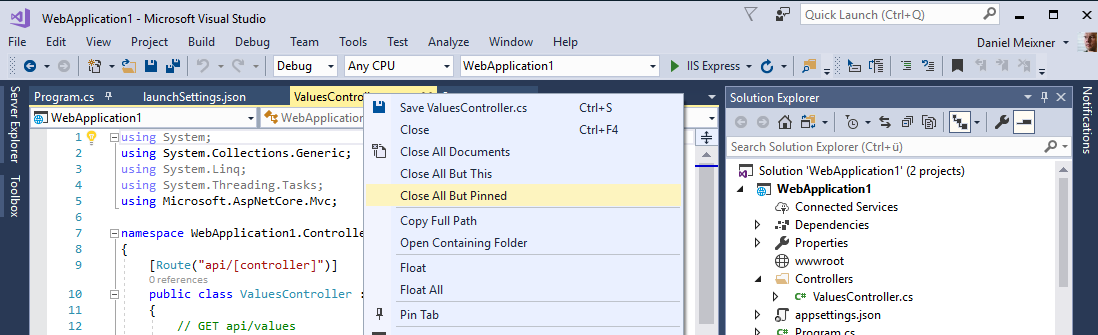 WebApplication1 - Microsoft Visual Studio
Quick Launch (Ctrl+Q)
File Edit View Project Build Debug Team Tools Test Analyze Window Help
Daniel Meixner
Debug Any CPU WebApplication1 IIS Express
Server Explorer
Toolbox
Program.cs launchSettings.json ValuesContro
WebApplication1 WebApplication
1 using System;
2 using System.Collections.Generic;
3 using System.Linq;
4 using System.Threading.Tasks;
5 using Microsoft.AspNetCore.Mvc;
6
7 namespace WebApplication1.Controlle
8 {
9 [Route("api/[controller]")]
0 references
10 public class ValuesController :
11 {
12 // GET api/values
Save ValuesController.cs Ctrl+S
Close Ctrl+F4
Close All Documents
Close All But This
Close All But Pinned
Copy Full Path
Open Containing Folder
Float
Float All
Pin Tab
Solution Explorer
Search Solution Explorer (Ctrl+ü)
Solution 'WebApplication1' (2 projects)
WebApplication1
Connected Services
Dependencies
Properties
wwwroot
Controllers
C# ValuesController.cs
appsettings.json
C# Program.cs
Notifications